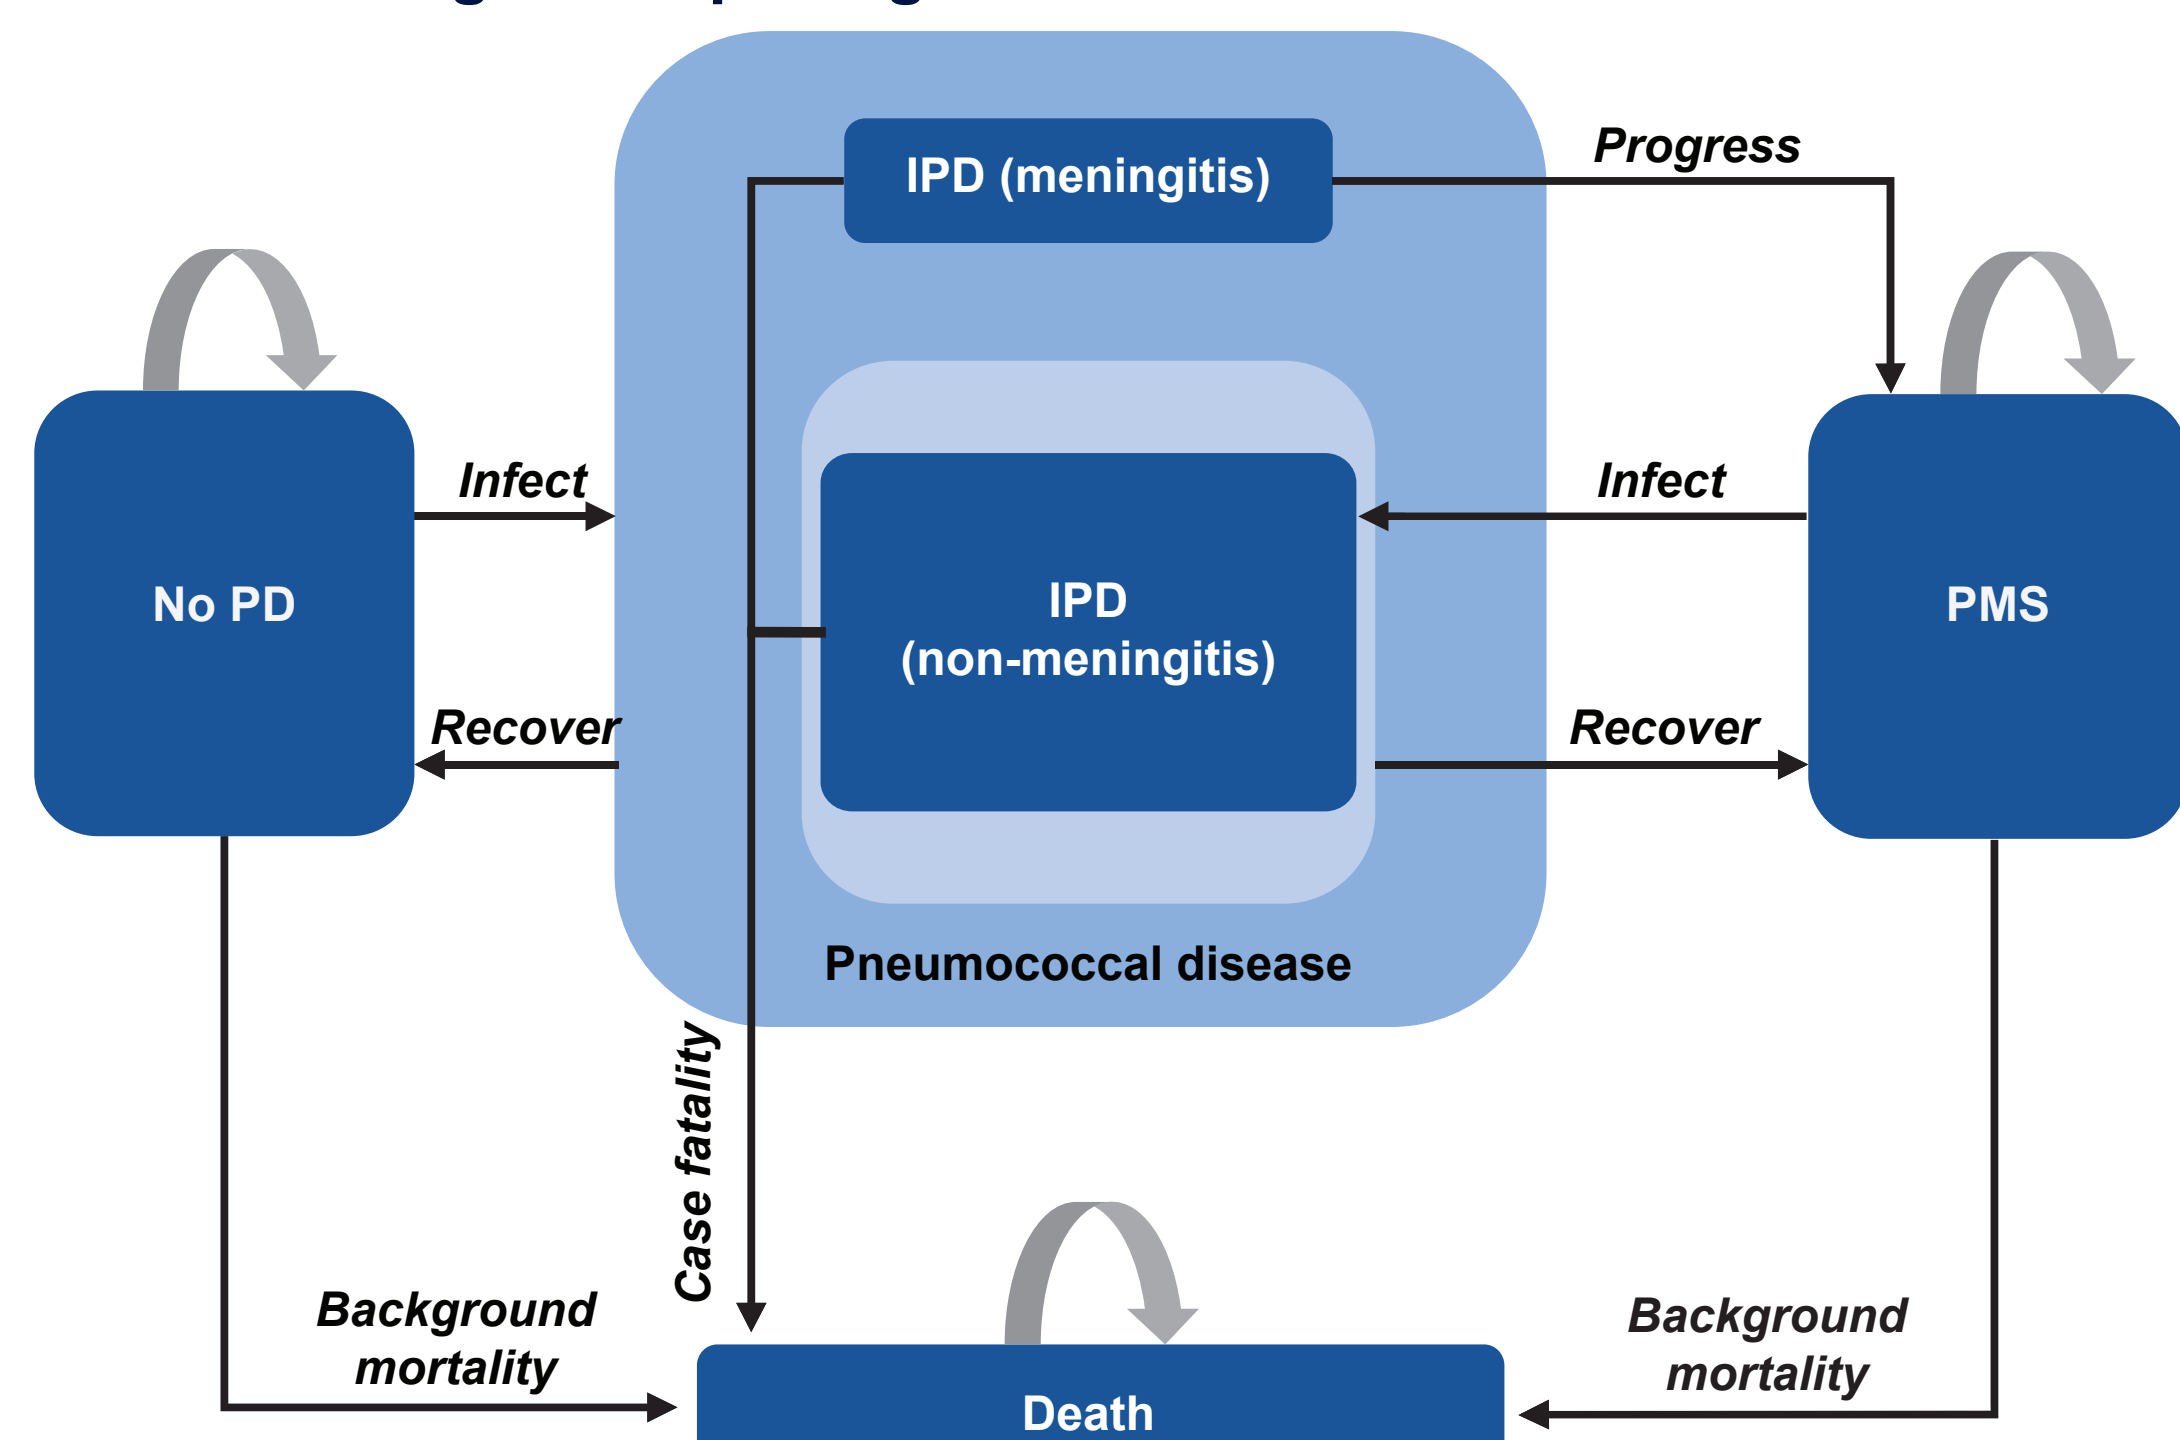 IPD (meningitis)
Progress
Infect
Infect
No PD
IPD
(non-meningitis)
PMS
Recover
Recover
Pneumococcal disease
Case fatality
Background
mortality
Background
mortality
Death